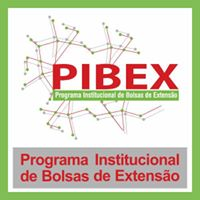 PIBEX
Programa Institucional de Bolsas de Extensão
Programa Institucional
de Bolsas de Extensão